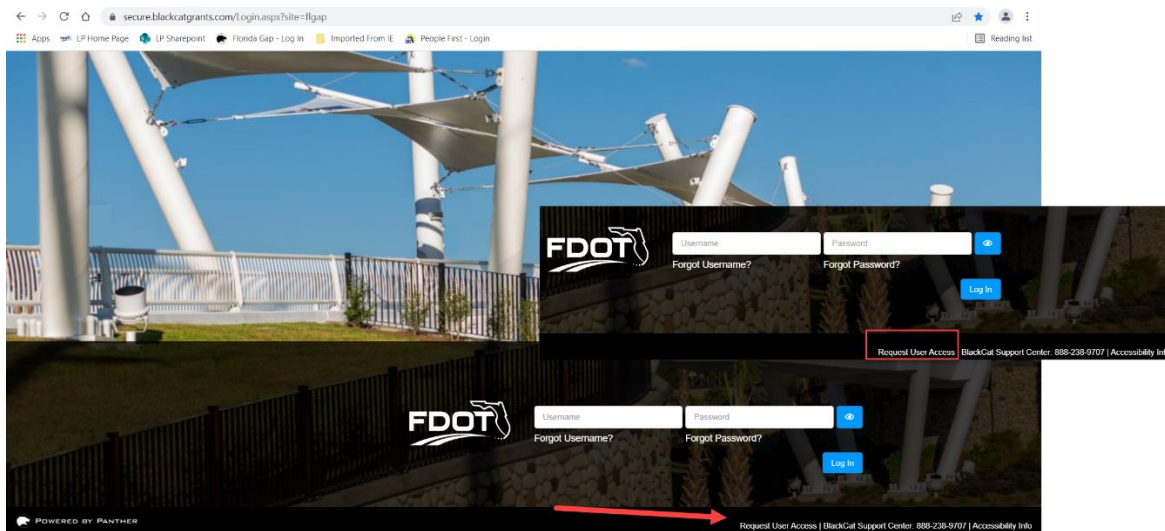 secure.blackcatgrants.com/Login.aspx?site=flgap
Apps LP Home Page LP Sharepoint Florida Gap - Log In Imported From IE People First - Login Reading list
FDOT Username Password
Forgot Username? Forgot Password?
Log In
Request User Access BlackCat Support Center: 888-238-9707 | Accessibility Inf
FDOT Username Password
Forgot Username? Forgot Password?
Log In
POWERED BY PANTHER Request User Access | BlackCat Support Center: 888-238-9707 | Accessibility Info